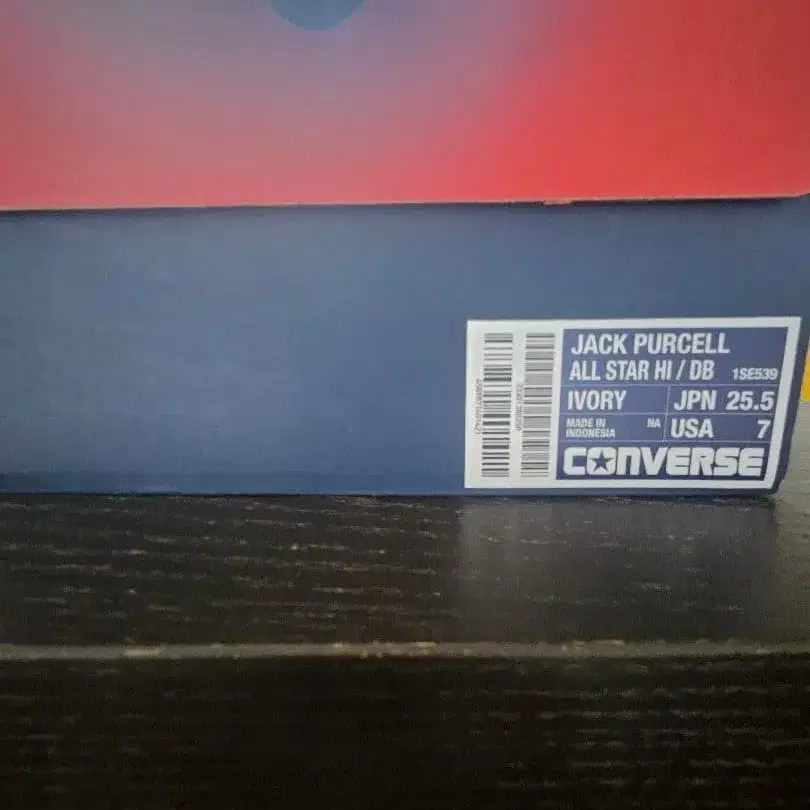 JACK PURCELL
ALL STAR HI / DB 1SE539
IVORY JPN 25.5
MADE IN INDONESIA NA USA 7
CONVERSE